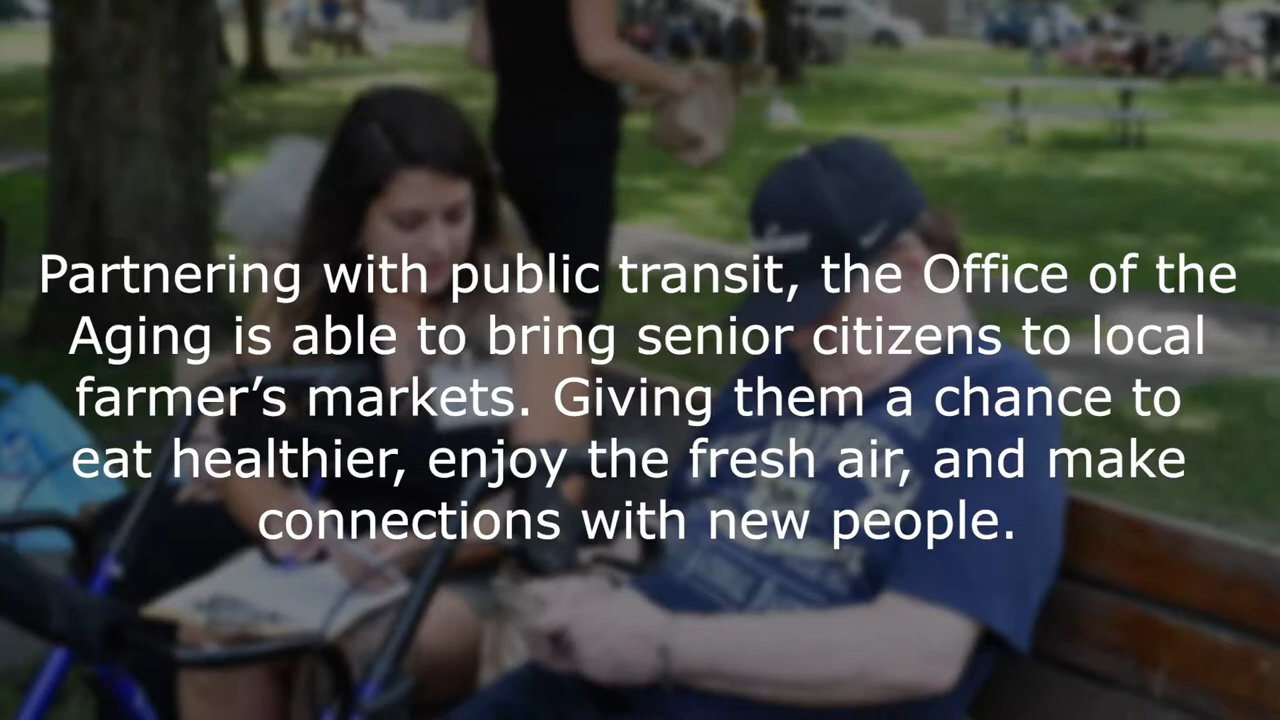 Partnering with public transit, the Office of the
Aging is able to bring senior citizens to local
farmer’s markets. Giving them a chance to
eat healthier, enjoy the fresh air, and make
connections with new people.